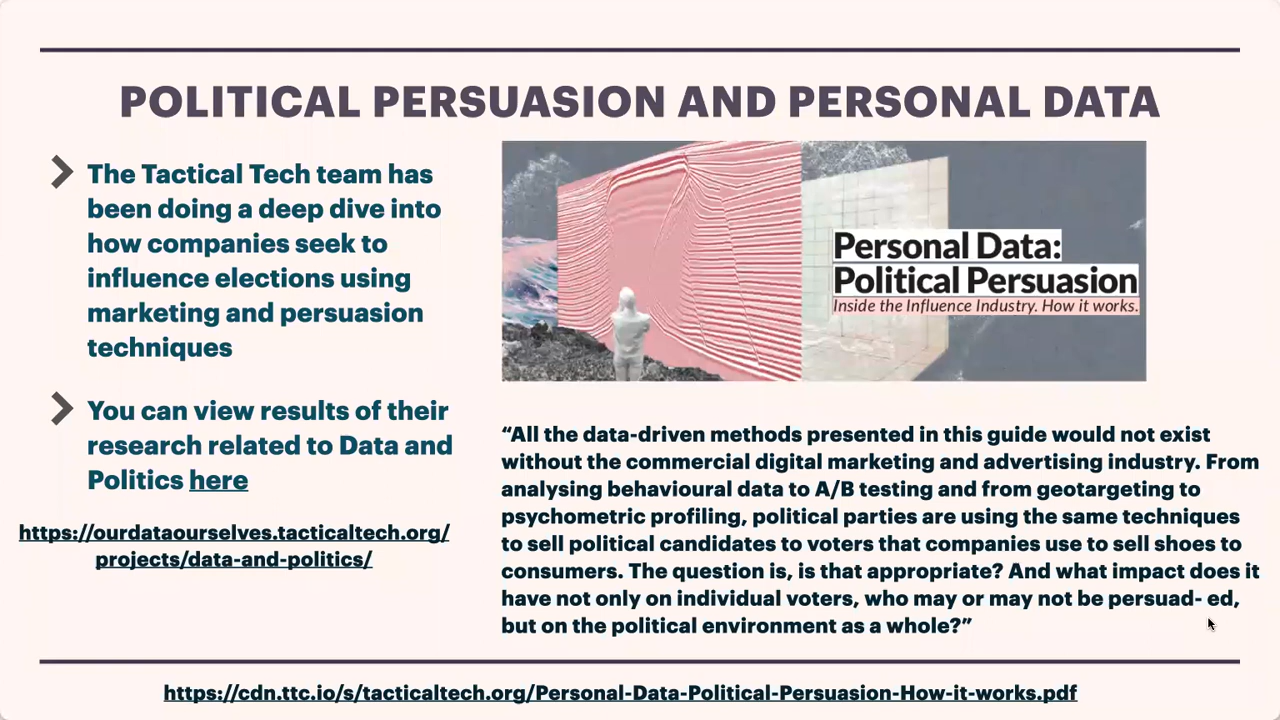 POLITICAL PERSUASION AND PERSONAL DATA
The Tactical Tech team has
been doing a deep dive into
how companies seek to
influence elections using
marketing and persuasion
techniques
You can view results of their
research related to Data and
Politics here
https://ourdataourselves.tacticaltech.org/
projects/data-and-politics/
Personal Data:
Political Persuasion
Inside the Influence Industry. How it works.
“All the data-driven methods presented in this guide would not exist
without the commercial digital marketing and advertising industry. From
analysing behavioural data to A/B testing and from geotargeting to
psychometric profiling, political parties are using the same techniques
to sell political candidates to voters that companies use to sell shoes to
consumers. The question is, is that appropriate? And what impact does it
have not only on individual voters, who may or may not be persuad- ed,
but on the political environment as a whole?”
https://cdn.ttc.io/s/tacticaltech.org/Personal-Data-Political-Persuasion-How-it-works.pdf